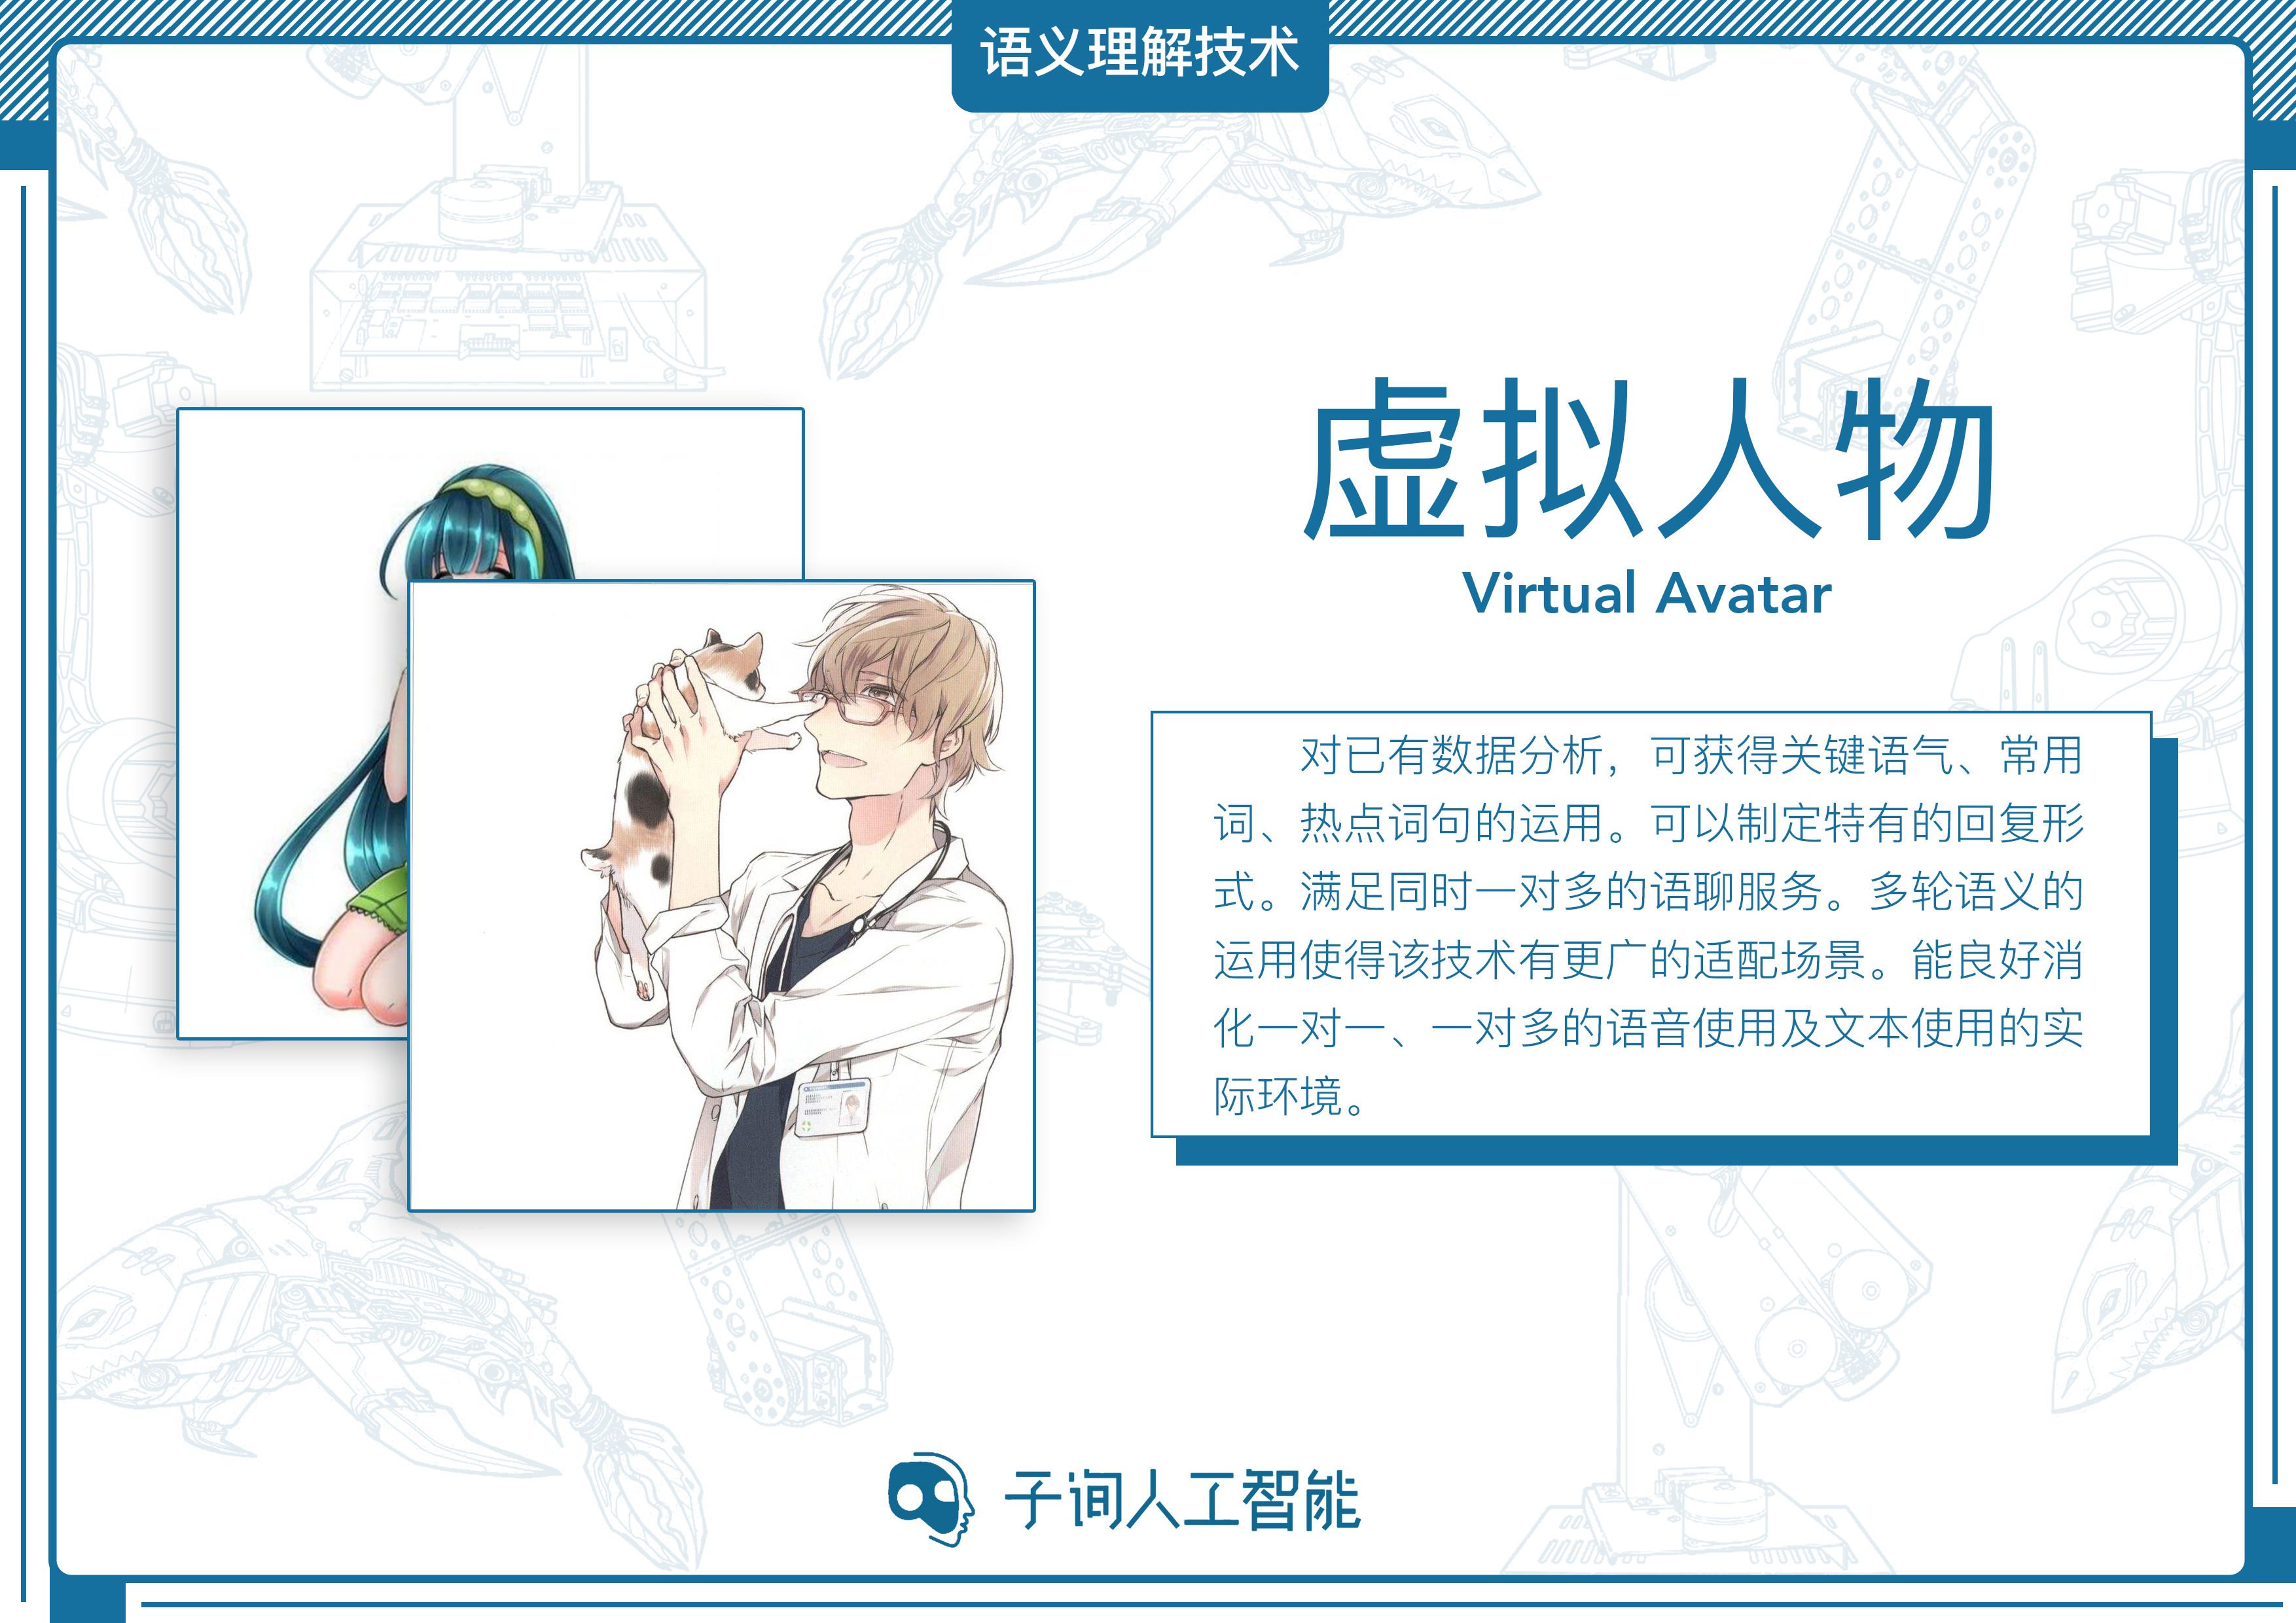 语义理解技术
虚拟人物
Virtual Avatar
对已有数据分析，可获得关键语气、常用
词、热点词句的运用。可以制定特有的回复形
式。满足同时一对多的语聊服务。多轮语义的
运用使得该技术有更广的适配场景。能良好消
化一对一、一对多的语音使用及文本使用的实
际环境。
子询人工智能